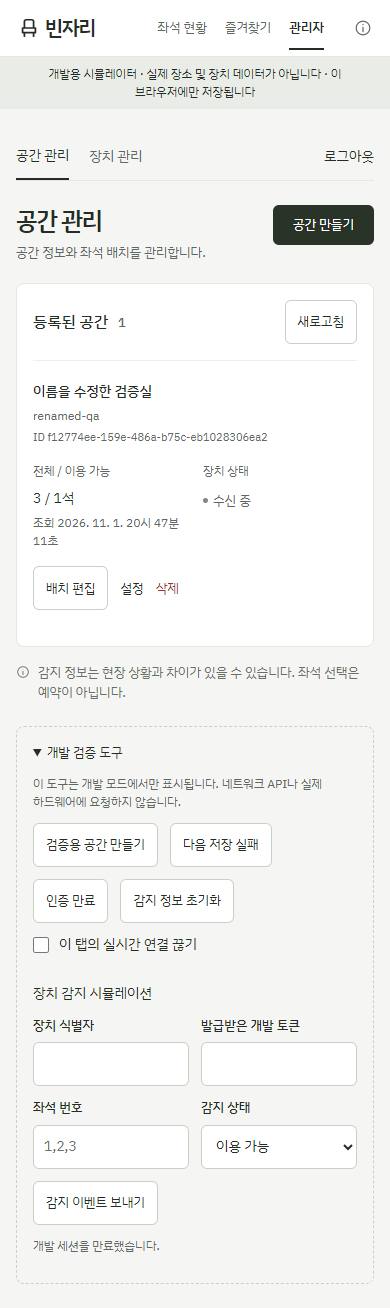 빈자리
좌석 현황 즐겨찾기 관리자
개발용 시뮬레이터 · 실제 장소 및 장치 데이터가 아닙니다 · 이
브라우저에만 저장됩니다
공간 관리 장치 관리 로그아웃
공간 관리
공간 정보와 좌석 배치를 관리합니다.
공간 만들기
등록된 공간 1
새로고침
이름을 수정한 검증실
renamed-qa
ID f12774ee-159e-486a-b75c-eb1028306ea2
전체 / 이용 가능 장치 상태
3 / 1석 수신 중
조회 2026. 11. 1. 20시 47분
11초
배치 편집 설정 삭제
감지 정보는 현장 상황과 차이가 있을 수 있습니다. 좌석 선택은
예약이 아닙니다.
▼ 개발 검증 도구
이 도구는 개발 모드에서만 표시됩니다. 네트워크 API나 실제
하드웨어에 요청하지 않습니다.
검증용 공간 만들기 다음 저장 실패
인증 만료 감지 정보 초기화
이 탭의 실시간 연결 끊기
장치 감지 시뮬레이션
장치 식별자 발급받은 개발 토큰
좌석 번호 감지 상태
1,2,3 이용 가능
감지 이벤트 보내기
개발 세션을 만료했습니다.